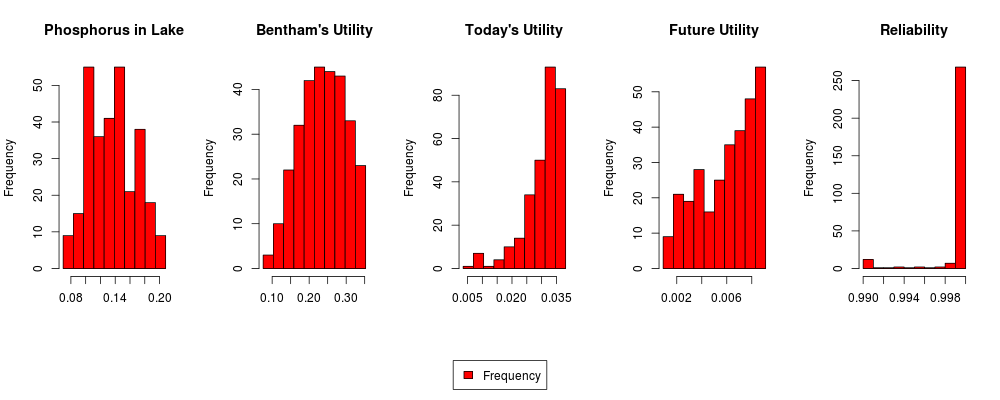 Phosphorus in Lake
Bentham's Utility
Today's Utility
Future Utility
Reliability
Frequency
0 10 20 30 40 50
0.08 0.14 0.20
Frequency
0 10 20 30 40
0.10 0.20 0.30
Frequency
0 20 40 60 80
0.005 0.020 0.035
Frequency
0 10 20 30 40 50
0.002 0.006
Frequency
0 50 100 150 200 250
0.990 0.994 0.998
Frequency